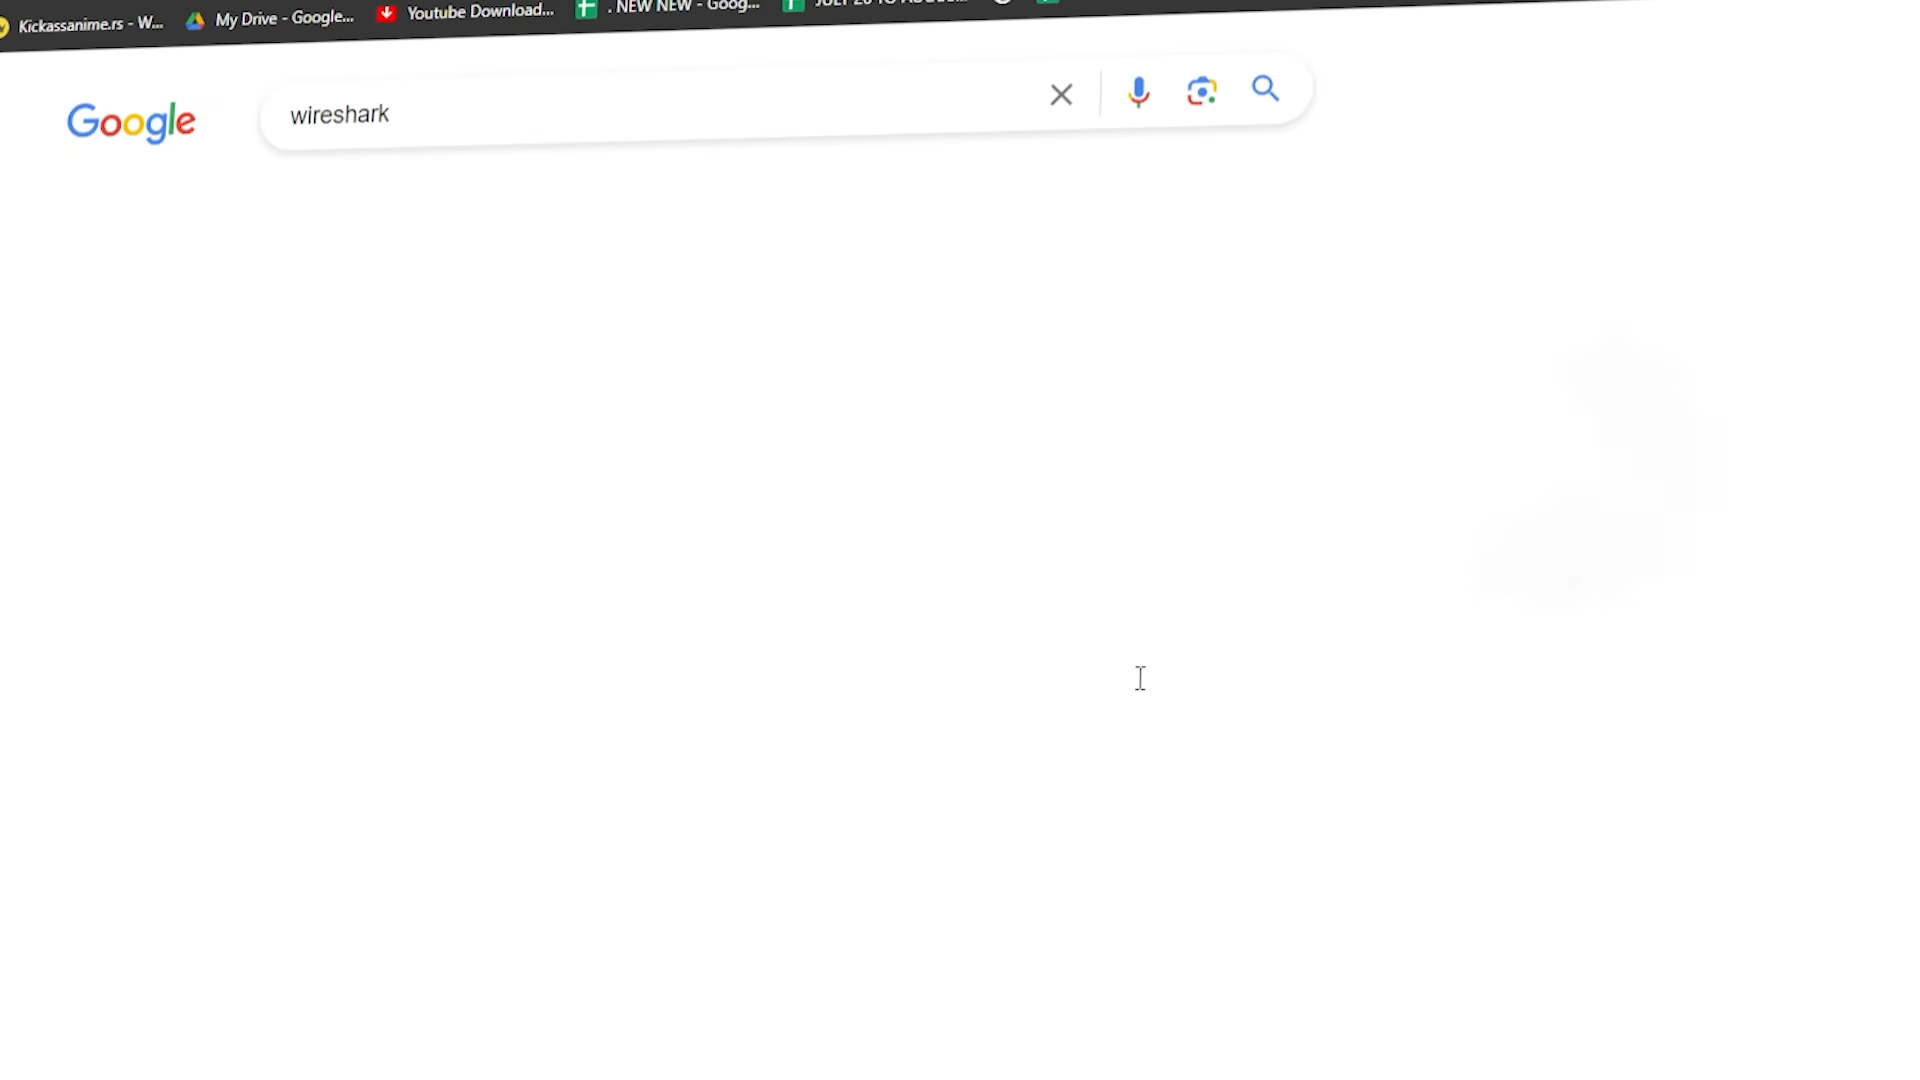 Kickassanime.rs - W...
My Drive - Google...
Youtube Download...
. NEW NEW - Goog...
Google
wireshark